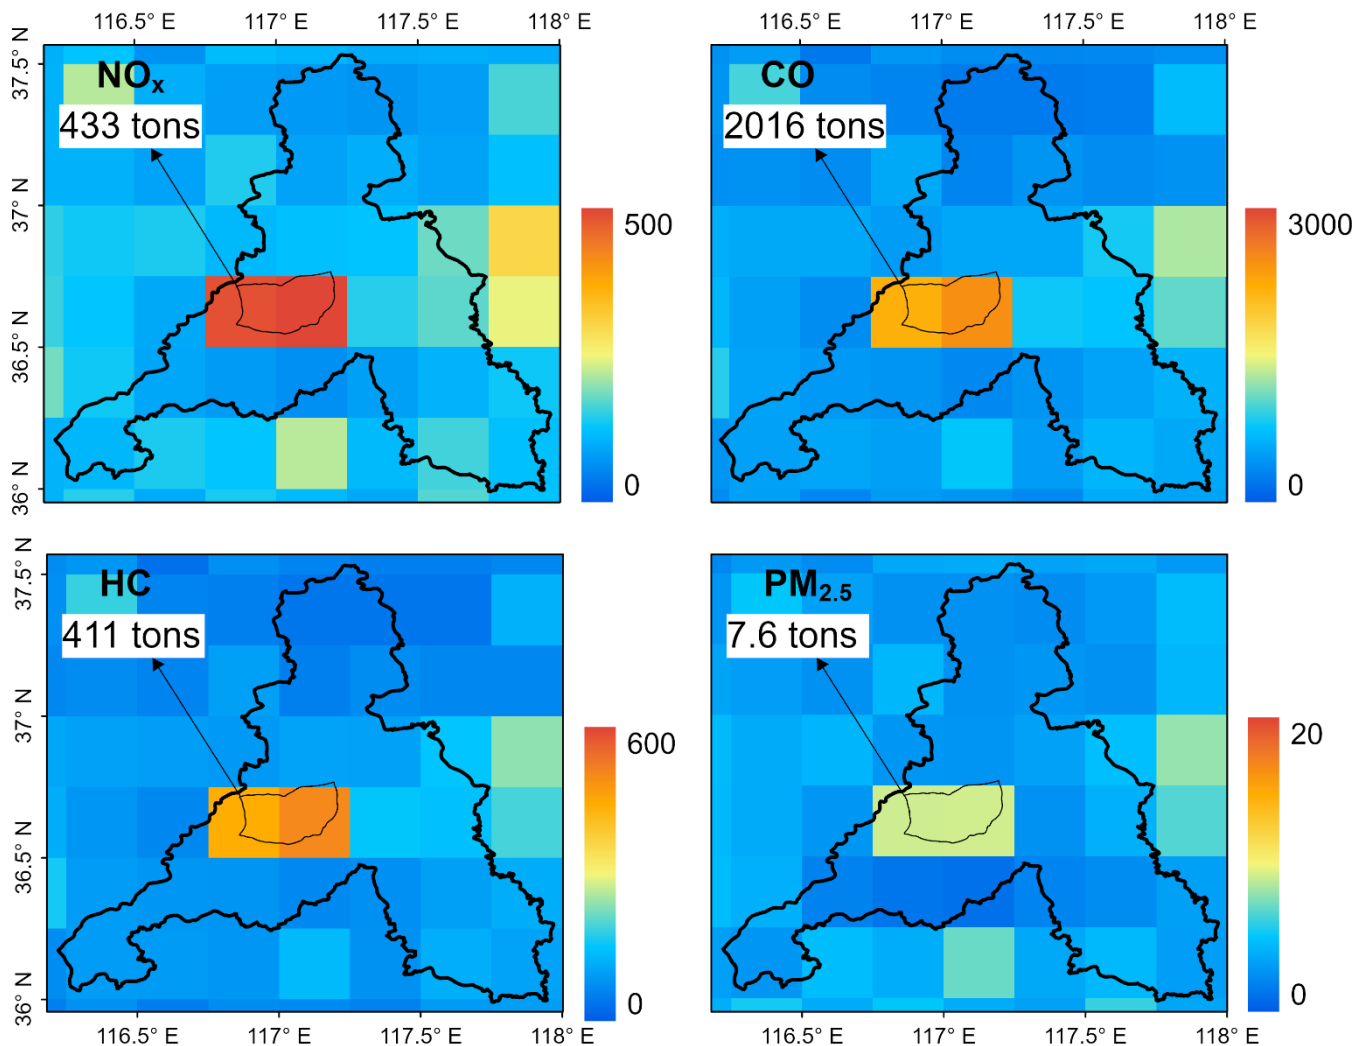 116.5° E 117° E 117.5° E 118° E
116.5° E 117° E 117.5° E 118° E
37.5° N
37° N
36.5° N
36° N
NOₓ
433 tons
500
0
CO
2016 tons
3000
0
37.5° N
37° N
36.5° N
36° N
HC
411 tons
600
0
PM₂.₅
7.6 tons
20
0
116.5° E 117° E 117.5° E 118° E
116.5° E 117° E 117.5° E 118° E